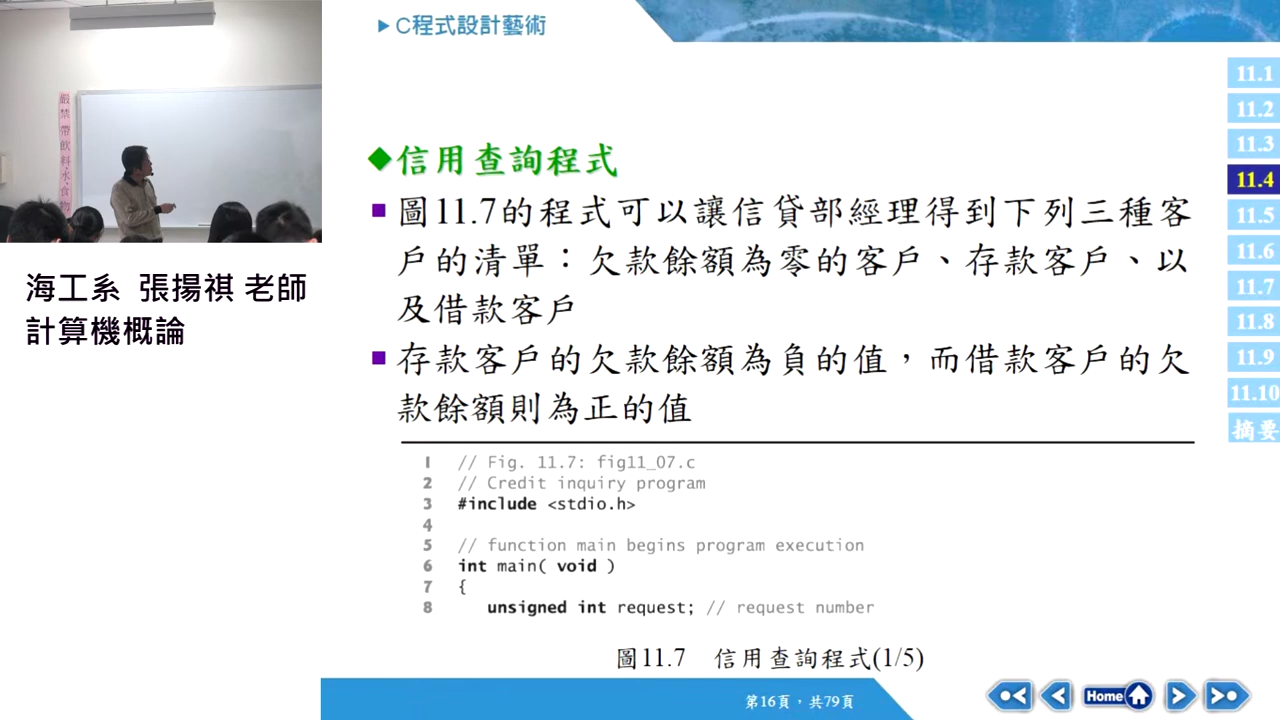 C程式設計藝術
嚴禁帶飲料、水、食物
海工系 張揚祺 老師
計算機概論
信用查詢程式
圖11.7的程式可以讓信貸部經理得到下列三種客
戶的清單：欠款餘額為零的客戶、存款客戶、以
及借款客戶
存款客戶的欠款餘額為負的值，而借款客戶的欠
款餘額則為正的值
1 // Fig. 11.7: fig11_07.c
2 // Credit inquiry program
3 #include <stdio.h>
4
5 // function main begins program execution
6 int main( void )
7 {
8 unsigned int request; // request number
圖11.7 信用查詢程式(1/5)
11.1
11.2
11.3
11.4
11.5
11.6
11.7
11.8
11.9
11.10
摘要
第16頁，共79頁
Home